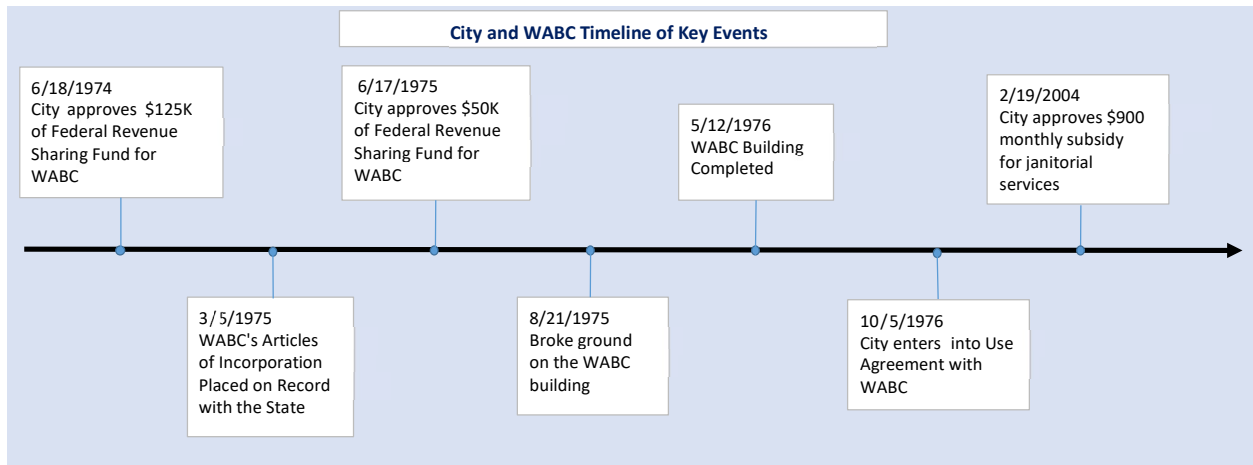 City and WABC Timeline of Key Events
6/18/1974
City approves $125K
of Federal Revenue
Sharing Fund for
WABC
3/5/1975
WABC's Articles
of Incorporation
Placed on Record
with the State
6/17/1975
City approves $50K
of Federal Revenue
Sharing Fund for
WABC
8/21/1975
Broke ground
on the WABC
building
5/12/1976
WABC Building
Completed
10/5/1976
City enters into Use
Agreement with
WABC
2/19/2004
City approves $900
monthly subsidy
for janitorial
services